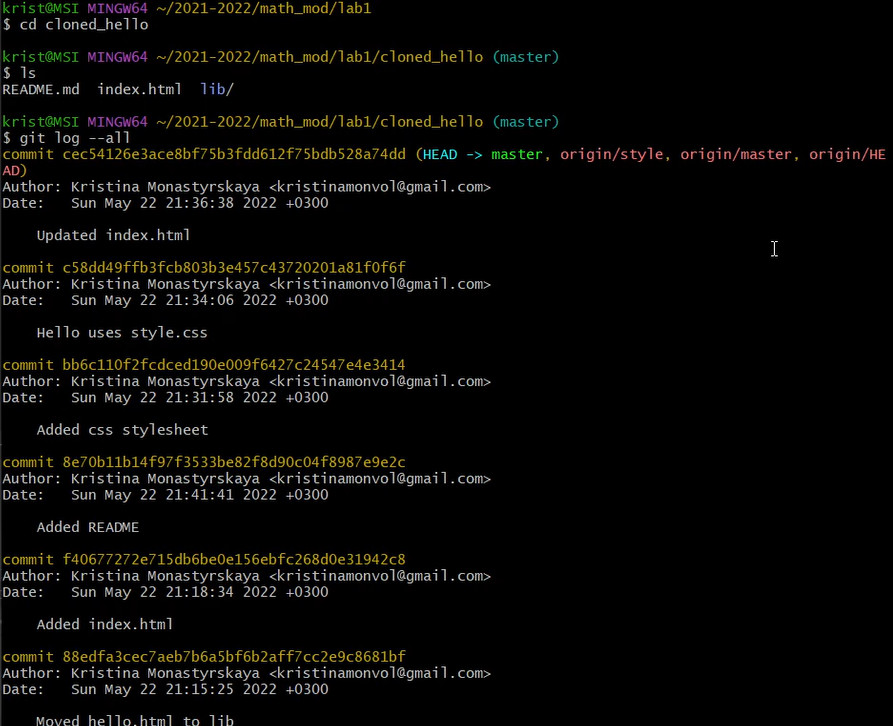 krist@MSI MINGW64 ~/2021-2022/math_mod/lab1
$ cd cloned_hello
krist@MSI MINGW64 ~/2021-2022/math_mod/lab1/cloned_hello (master)
$ ls
README.md  index.html  lib/
krist@MSI MINGW64 ~/2021-2022/math_mod/lab1/cloned_hello (master)
$ git log --all
commit cec54126e3ace8bf75b3fdd612f75bdb528a74dd (HEAD -> master, origin/style, origin/master, origin/HE
AD)
Author: Kristina Monastyrskaya <kristinamonvol@gmail.com>
Date:   Sun May 22 21:36:38 2022 +0300
Updated index.html
commit c58dd49ffb3fcb803b3e457c43720201a81f0f6f
Author: Kristina Monastyrskaya <kristinamonvol@gmail.com>
Date:   Sun May 22 21:34:06 2022 +0300
Hello uses style.css
commit bb6c110f2fcdced190e009f6427c24547e4e3414
Author: Kristina Monastyrskaya <kristinamonvol@gmail.com>
Date:   Sun May 22 21:31:58 2022 +0300
Added css stylesheet
commit 8e70b11b14f97f3533be82f8d90c04f8987e9e2c
Author: Kristina Monastyrskaya <kristinamonvol@gmail.com>
Date:   Sun May 22 21:41:41 2022 +0300
Added README
commit f40677272e715db6be0e156ebfc268d0e31942c8
Author: Kristina Monastyrskaya <kristinamonvol@gmail.com>
Date:   Sun May 22 21:18:34 2022 +0300
Added index.html
commit 88edfa3cec7aeb7b6a5bf6b2aff7cc2e9c8681bf
Author: Kristina Monastyrskaya <kristinamonvol@gmail.com>
Date:   Sun May 22 21:15:25 2022 +0300
Moved hello.html to lib